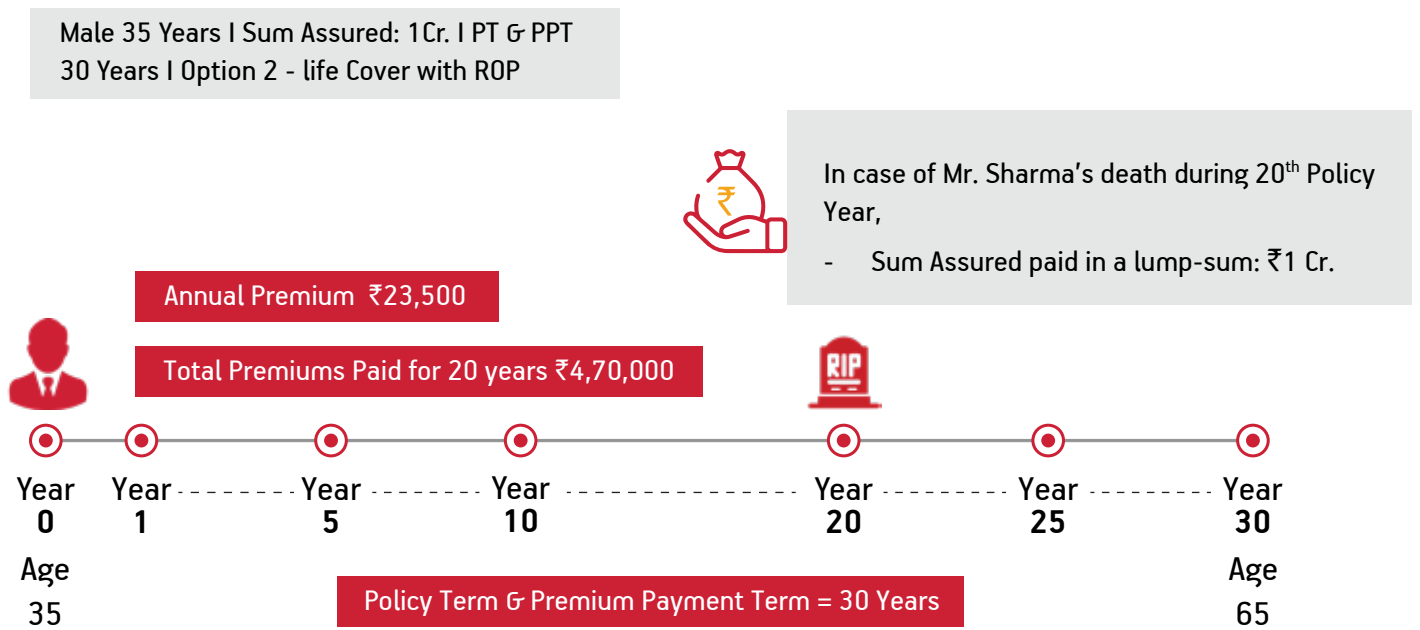 Male 35 Years I Sum Assured: 1Cr. I PT & PPT
30 Years I Option 2 - life Cover with ROP
In case of Mr. Sharma's death during 20th Policy
Year,
- Sum Assured paid in a lump-sum: ₹1 Cr.
₹
Annual Premium ₹23,500
Total Premiums Paid for 20 years ₹4,70,000
RIP
Year Year Year Year Year Year Year
0 1 5 10 20 25 30
Age Age
35 65
Policy Term & Premium Payment Term = 30 Years